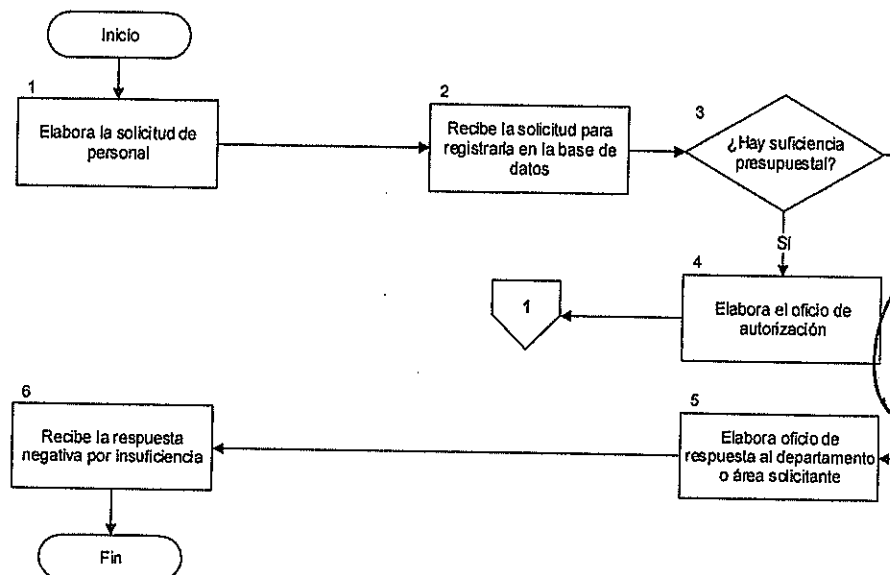 Inicio
1
Elabora la solicitud de
personal
2
Recibe la solicitud para
registrarla en la base de
datos
3
¿Hay suficiencia
presupuestal?
Sí
4
Elabora el oficio de
autorización
1
5
Elabora oficio de
respuesta al departamento
o área solicitante
6
Recibe la respuesta
negativa por insuficiencia
Fin